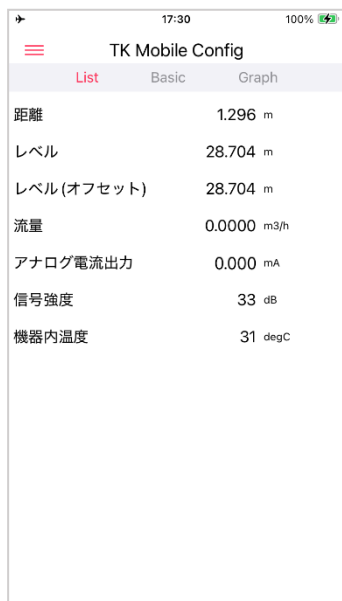 17:30 100%
TK Mobile Config
List Basic Graph
距離 1.296 m
レベル 28.704 m
レベル(オフセット) 28.704 m
流量 0.0000 m3/h
アナログ電流出力 0.000 mA
信号強度 33 dB
機器内温度 31 degC